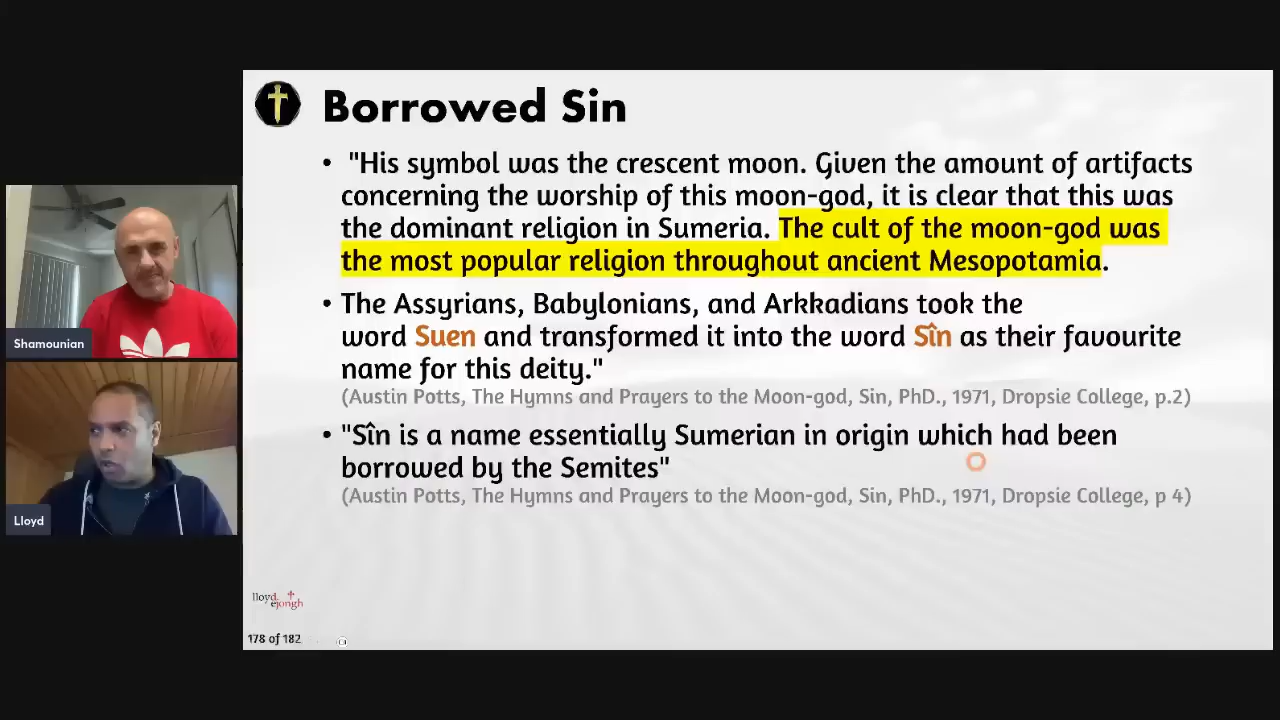 Borrowed Sin
• "His symbol was the crescent moon. Given the amount of artifacts
concerning the worship of this moon-god, it is clear that this was
the dominant religion in Sumeria. The cult of the moon-god was
the most popular religion throughout ancient Mesopotamia.
• The Assyrians, Babylonians, and Arkkadians took the
word Suen and transformed it into the word Sîn as their favourite
name for this deity."
(Austin Potts, The Hymns and Prayers to the Moon-god, Sin, PhD., 1971, Dropsie College, p.2)
• "Sîn is a name essentially Sumerian in origin which had been
borrowed by the Semites"
(Austin Potts, The Hymns and Prayers to the Moon-god, Sin, PhD., 1971, Dropsie College, p 4)
Shamounian
Lloyd
lloyd
ejongh
178 of 182